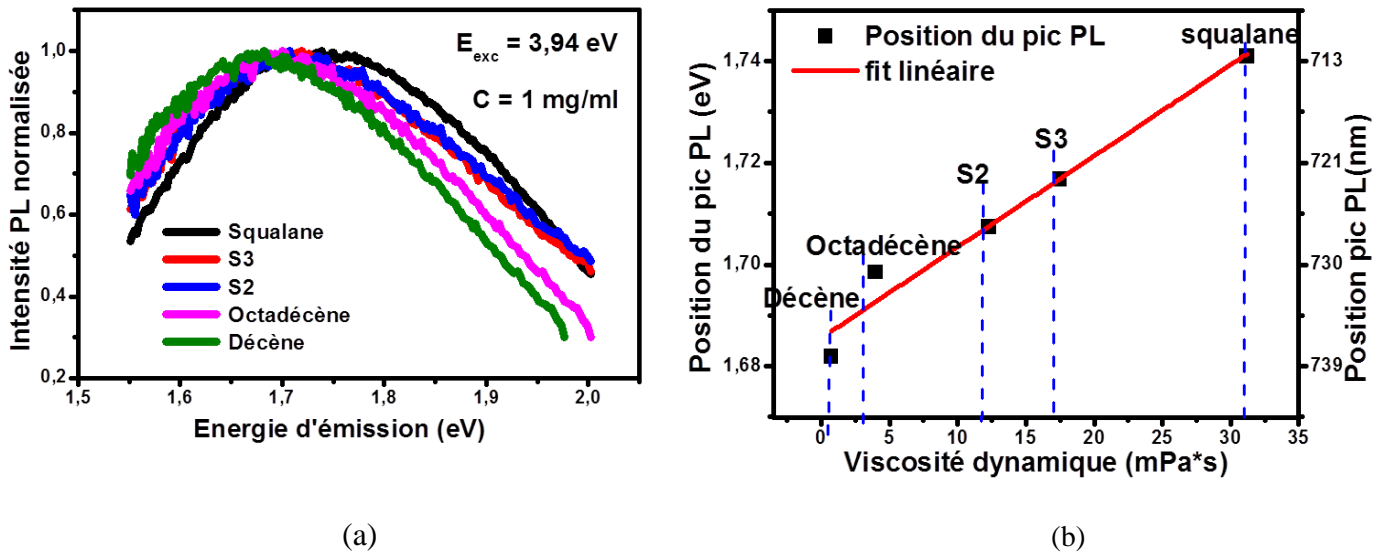 Intensité PL normalisée
1,0
0,8
0,6
0,4
0,2
E_exc = 3,94 eV
C = 1 mg/ml
Squalane
S3
S2
Octadécène
Décène
1,5 1,6 1,7 1,8 1,9 2,0
Energie d'émission (eV)
(a)
Position du pic PL (eV)
1,74
1,72
1,70
1,68
Position du pic PL
fit linéaire
squalane
S3
S2
Octadécène
Décène
713
721
730
739
Position pic PL(nm)
0 5 10 15 20 25 30 35
Viscosité dynamique (mPa*s)
(b)